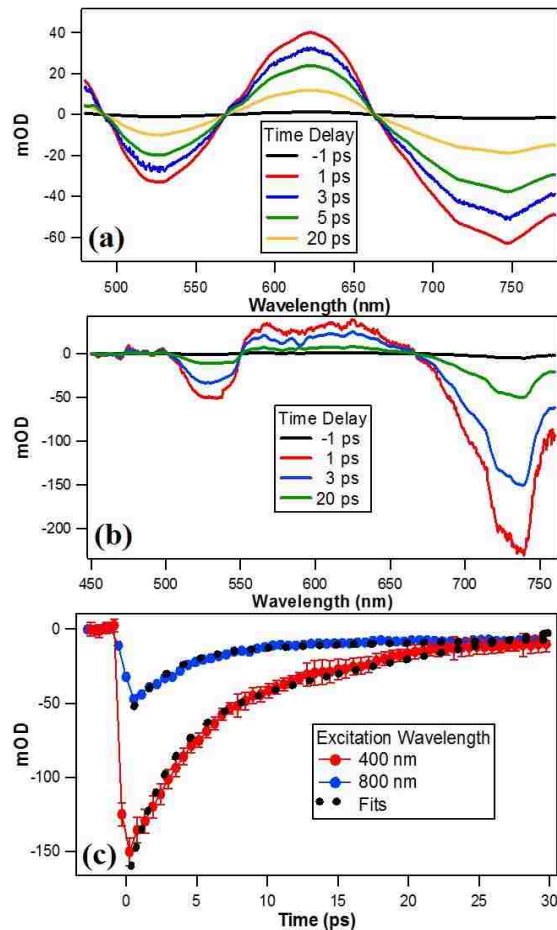 40
20
0
-20
-40
-60
mOD
(a)
Time Delay
-1 ps
1 ps
3 ps
5 ps
20 ps
500 550 600 650 700 750
Wavelength (nm)
0
-50
-100
-150
-200
mOD
(b)
Time Delay
-1 ps
1 ps
3 ps
20 ps
450 500 550 600 650 700 750
Wavelength (nm)
0
-50
-100
-150
mOD
(c)
Excitation Wavelength
400 nm
800 nm
Fits
0 5 10 15 20 25 30
Time (ps)